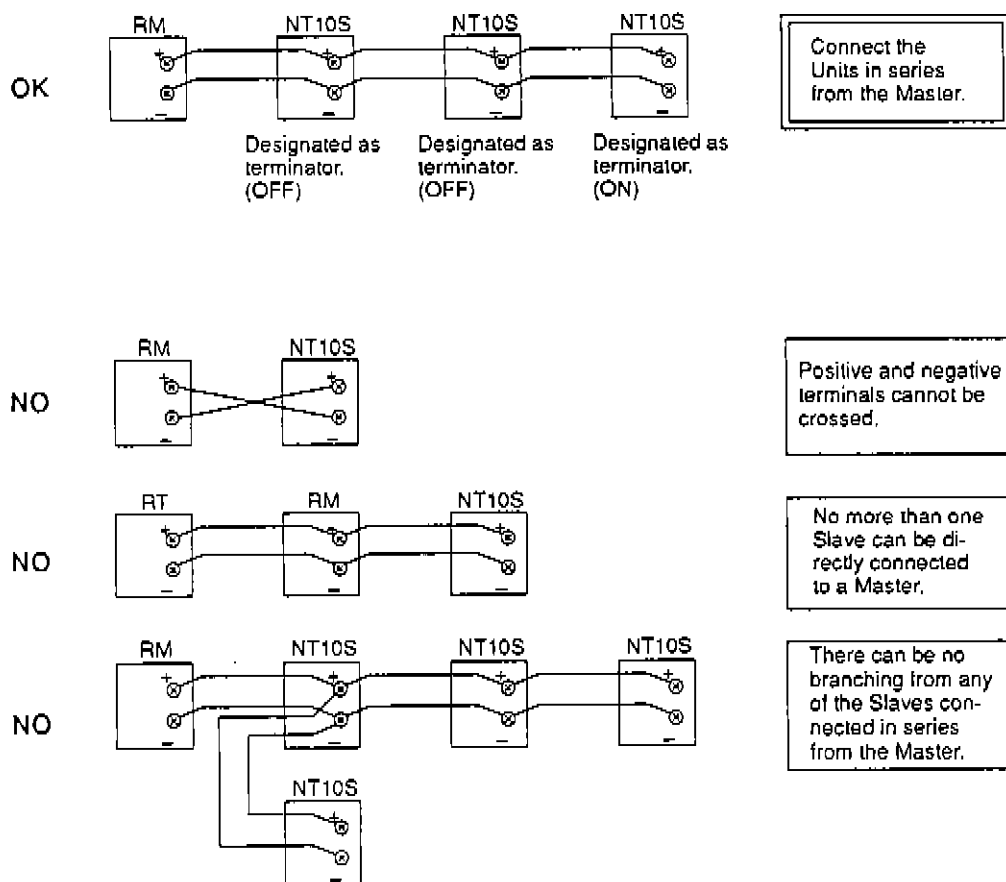 RM NT10S NT10S NT10S
OK
+ + + +
- - - -
Designated as
terminator.
(OFF)
Designated as
terminator.
(OFF)
Designated as
terminator.
(ON)
Connect the
Units in series
from the Master.
RM NT10S
NO
+ +
- -
Positive and negative
terminals cannot be
crossed.
RT RM NT10S
NO
+ + +
- - -
No more than one
Slave can be di-
rectly connected
to a Master.
RM NT10S NT10S NT10S
NO
+ + + +
- - - -
NT10S
+
-
There can be no
branching from any
of the Slaves con-
nected in series
from the Master.